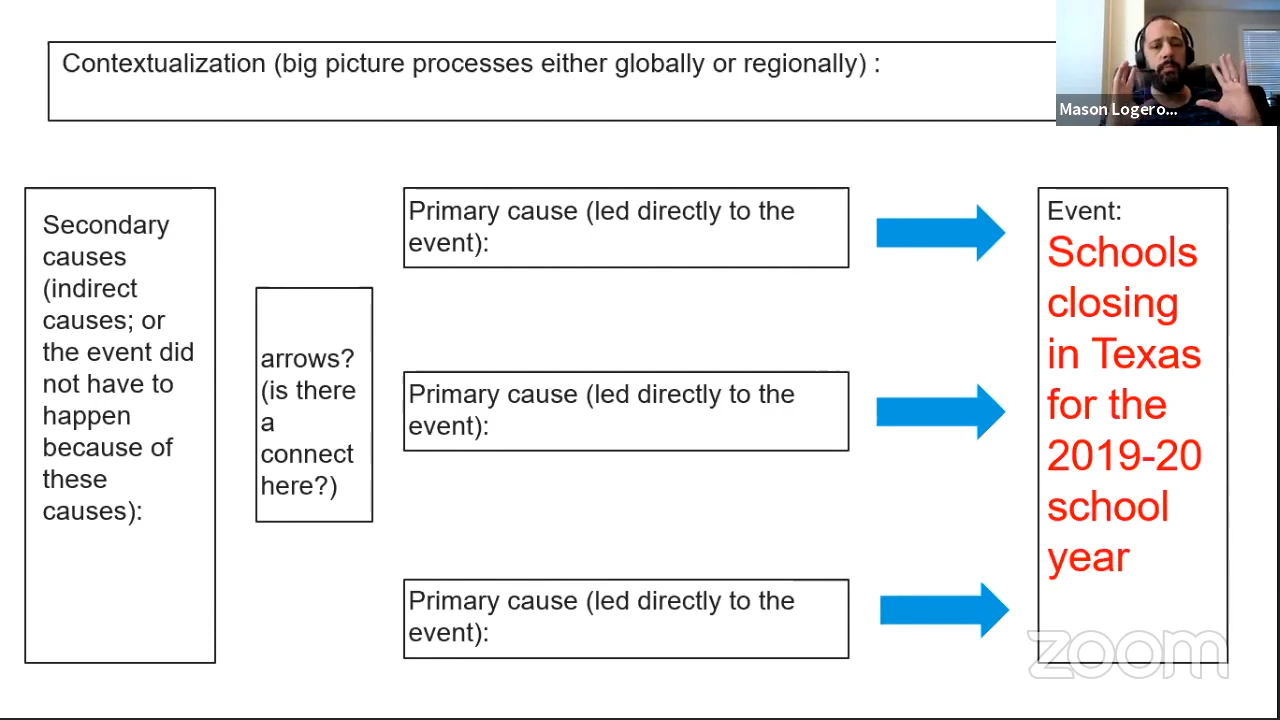 Contextualization (big picture processes either globally or regionally) :
Mason Logero...
Secondary
causes
(indirect
causes; or
the event did
not have to
happen
because of
these
causes):
arrows?
(is there
a
connect
here?)
Primary cause (led directly to the
event):
Primary cause (led directly to the
event):
Primary cause (led directly to the
event):
Event:
Schools
closing
in Texas
for the
2019-20
school
year
zoom